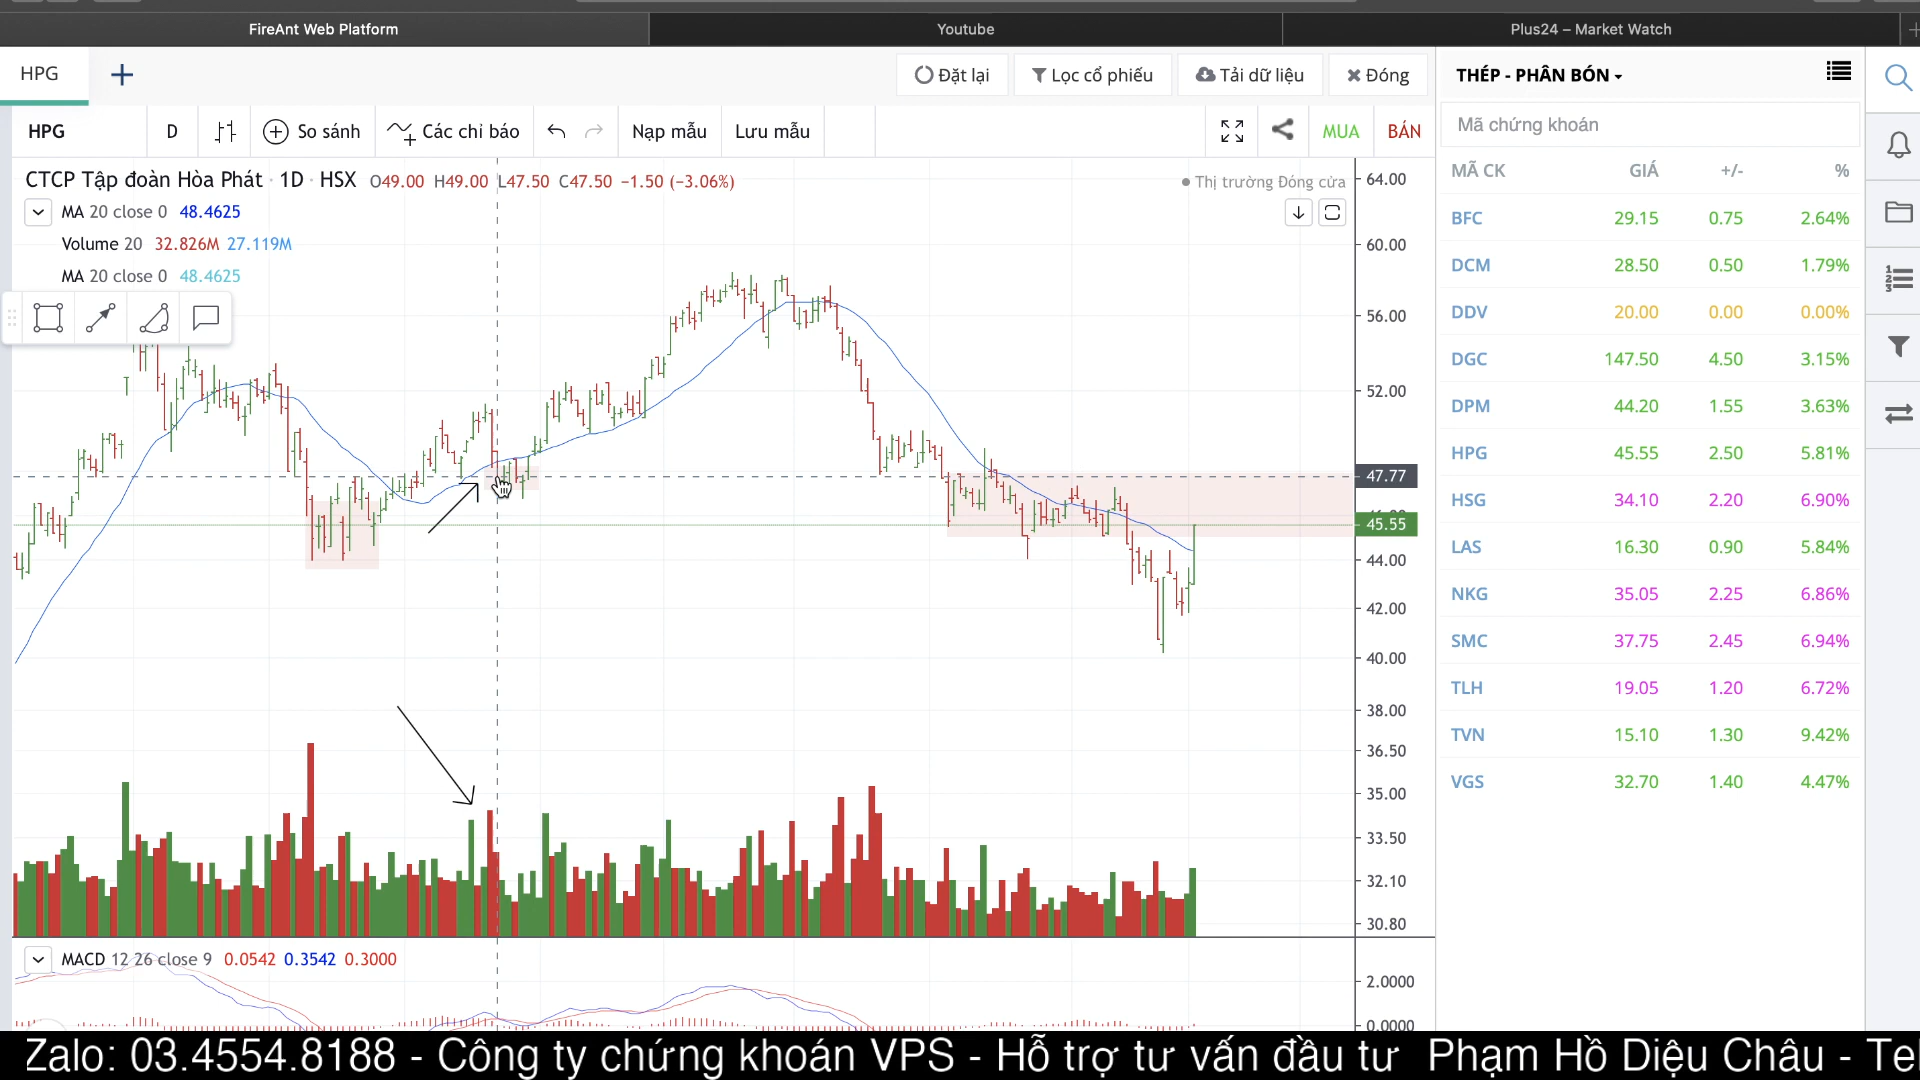 FireAnt Web Platform
Youtube
Plus24 – Market Watch
HPG
Đặt lại
Lọc cổ phiếu
Tải dữ liệu
Đóng
THÉP - PHÂN BÓN
HPG
D
So sánh
Các chỉ báo
Nạp mẫu
Lưu mẫu
MUA
BÁN
Mã chứng khoán
CTCP Tập đoàn Hòa Phát · 1D · HSX O49.00 H49.00 L47.50 C47.50 −1.50 (−3.06%)
Thị trường Đóng cửa
MA 20 close 0 48.4625
Volume 20 32.826M 27.119M
MA 20 close 0 48.4625
64.00
60.00
56.00
52.00
47.77
45.55
44.00
42.00
40.00
38.00
36.50
35.00
33.50
32.10
30.80
MACD 12 26 close 9 0.0542 0.3542 0.3000
2.0000
0.0000
MÃ CK GIÁ +/- %
BFC 29.15 0.75 2.64%
DCM 28.50 0.50 1.79%
DDV 20.00 0.00 0.00%
DGC 147.50 4.50 3.15%
DPM 44.20 1.55 3.63%
HPG 45.55 2.50 5.81%
HSG 34.10 2.20 6.90%
LAS 16.30 0.90 5.84%
NKG 35.05 2.25 6.86%
SMC 37.75 2.45 6.94%
TLH 19.05 1.20 6.72%
TVN 15.10 1.30 9.42%
VGS 32.70 1.40 4.47%
Zalo: 03.4554.8188 - Công ty chứng khoán VPS - Hỗ trợ tư vấn đầu tư Phạm Hồ Diệu Châu - Tel